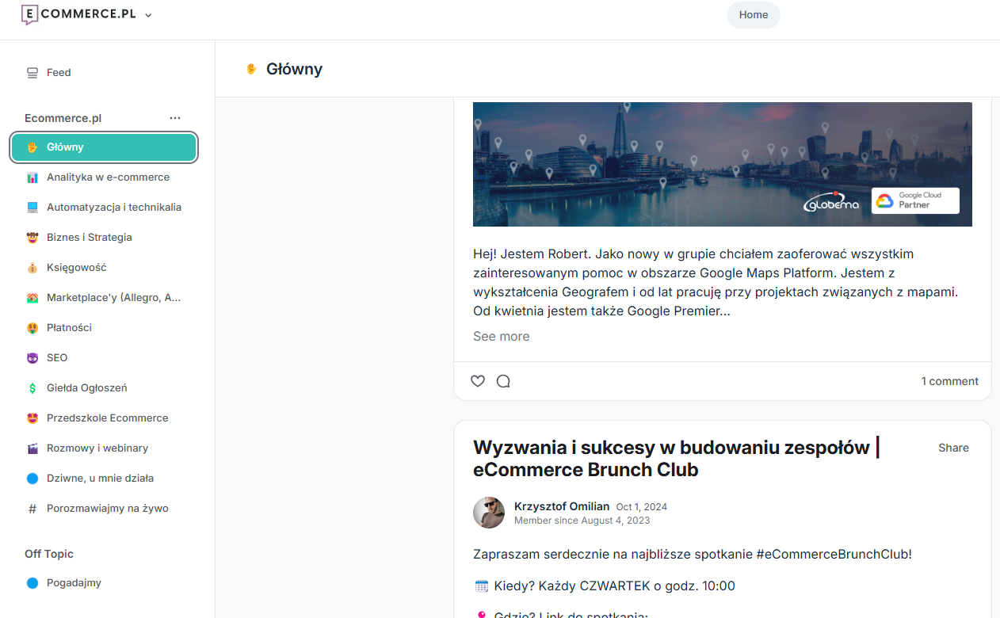 ECOMMERCE.PL
Home
Feed
Ecommerce.pl
Główny
Analityka w e-commerce
Automatyzacja i technikalia
Biznes i Strategia
Księgowość
Marketplace'y (Allegro, A...
Płatności
SEO
Giełda Ogłoszeń
Przedszkole Ecommerce
Rozmowy i webinary
Dziwne, u mnie działa
# Porozmawiajmy na żywo
Off Topic
Pogadajmy
Główny
globema
Google Cloud
Partner
Hej! Jestem Robert. Jako nowy w grupie chciałem zaoferować wszystkim
zainteresowanym pomoc w obszarze Google Maps Platform. Jestem z
wykształcenia Geografem i od lat pracuję przy projektach związanych z mapami.
Od kwietnia jestem także Google Premier...
See more
1 comment
Wyzwania i sukcesy w budowaniu zespołów |
eCommerce Brunch Club
Share
Krzysztof Omilian Oct 1, 2024
Member since August 4, 2023
Zapraszam serdecznie na najbliższe spotkanie #eCommerceBrunchClub!
Kiedy? Każdy CZWARTEK o godz. 10:00
Gdzie? Link do spotkania: